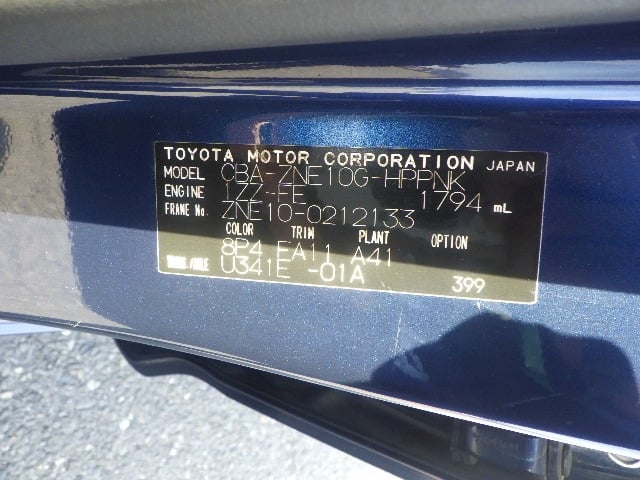 TOYOTA MOTOR CORPORATION JAPAN
MODEL CBA-ZNE10G-HPPNK
ENGINE 1ZZ-FE 1794 mL
FRAME No. ZNE10-0212133
COLOR TRIM PLANT OPTION
8P4 EA11 A41
TRANS/AXLE U341E -01A 399